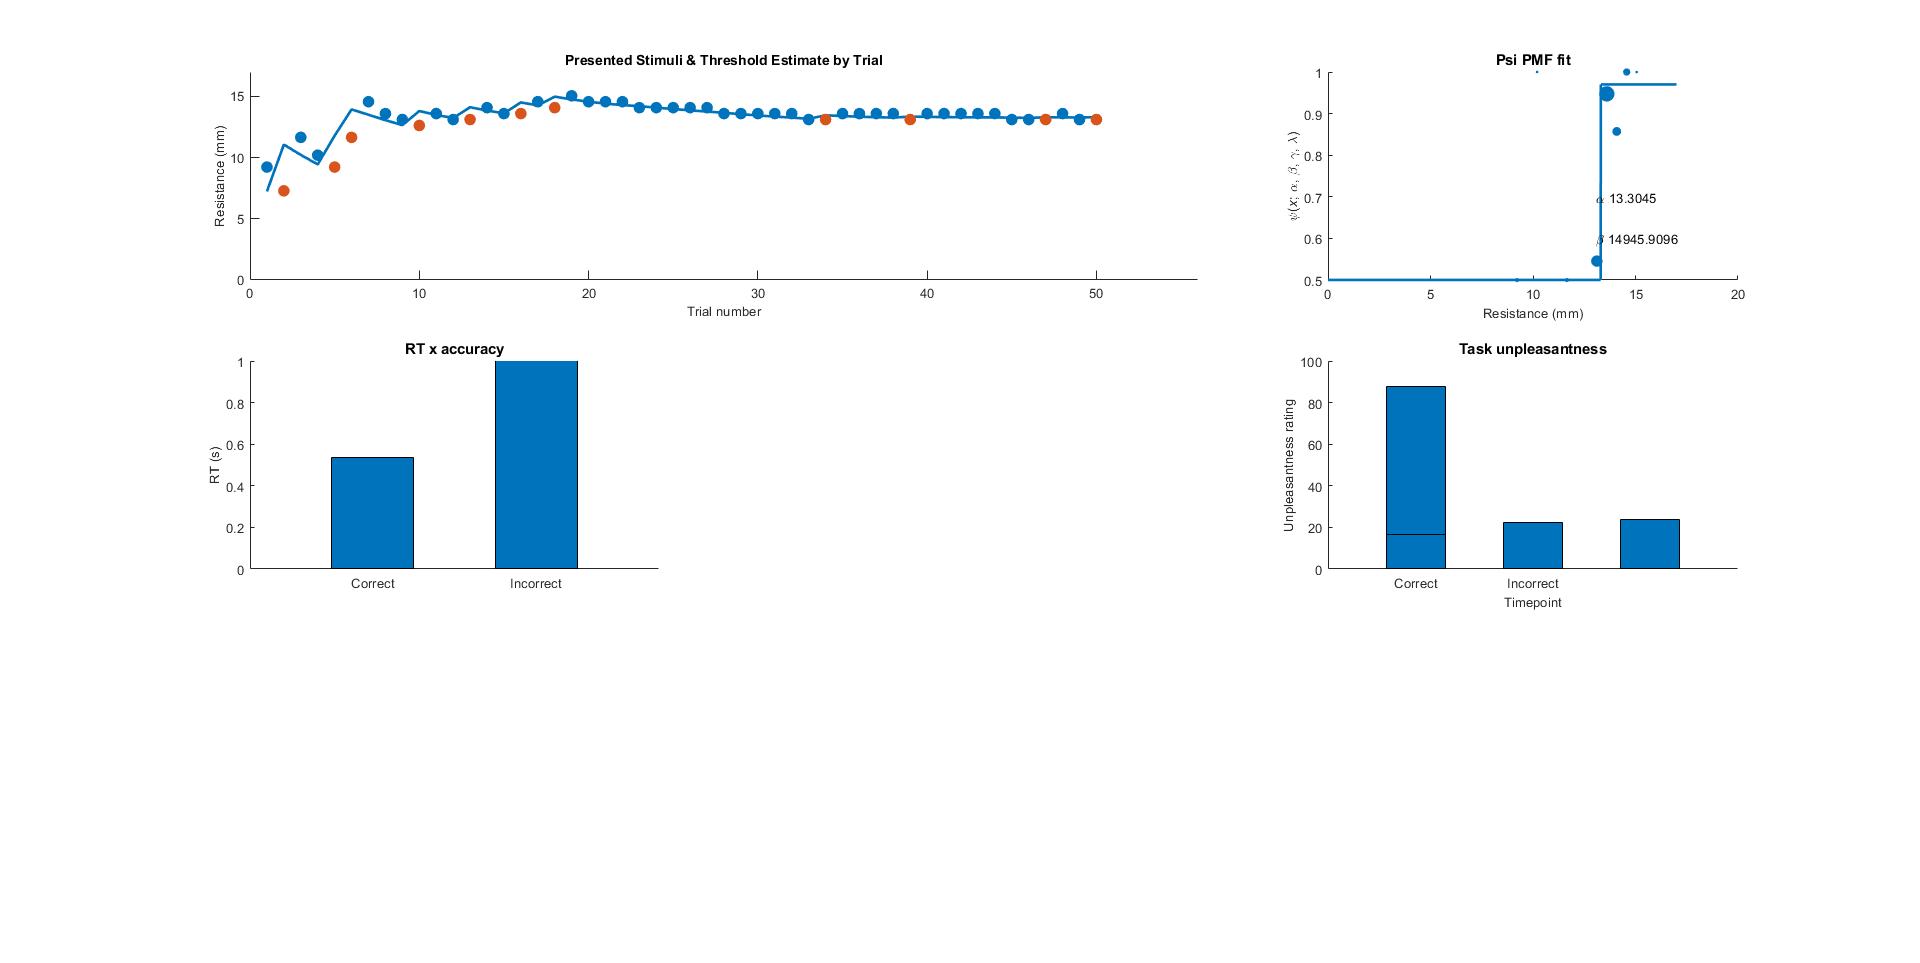 Presented Stimuli & Threshold Estimate by Trial
15
10
5
0
Resistance (mm)
0 10 20 30 40 50
Trial number
Psi PMF fit
1
0.9
0.8
0.7
0.6
0.5
ψ(x; α, β, γ, λ)
α 13.3045
β 14945.9096
0 5 10 15 20
Resistance (mm)
RT x accuracy
1
0.8
0.6
0.4
0.2
0
RT (s)
Correct Incorrect
Task unpleasantness
100
80
60
40
20
0
Unpleasantness rating
Correct Incorrect
Timepoint